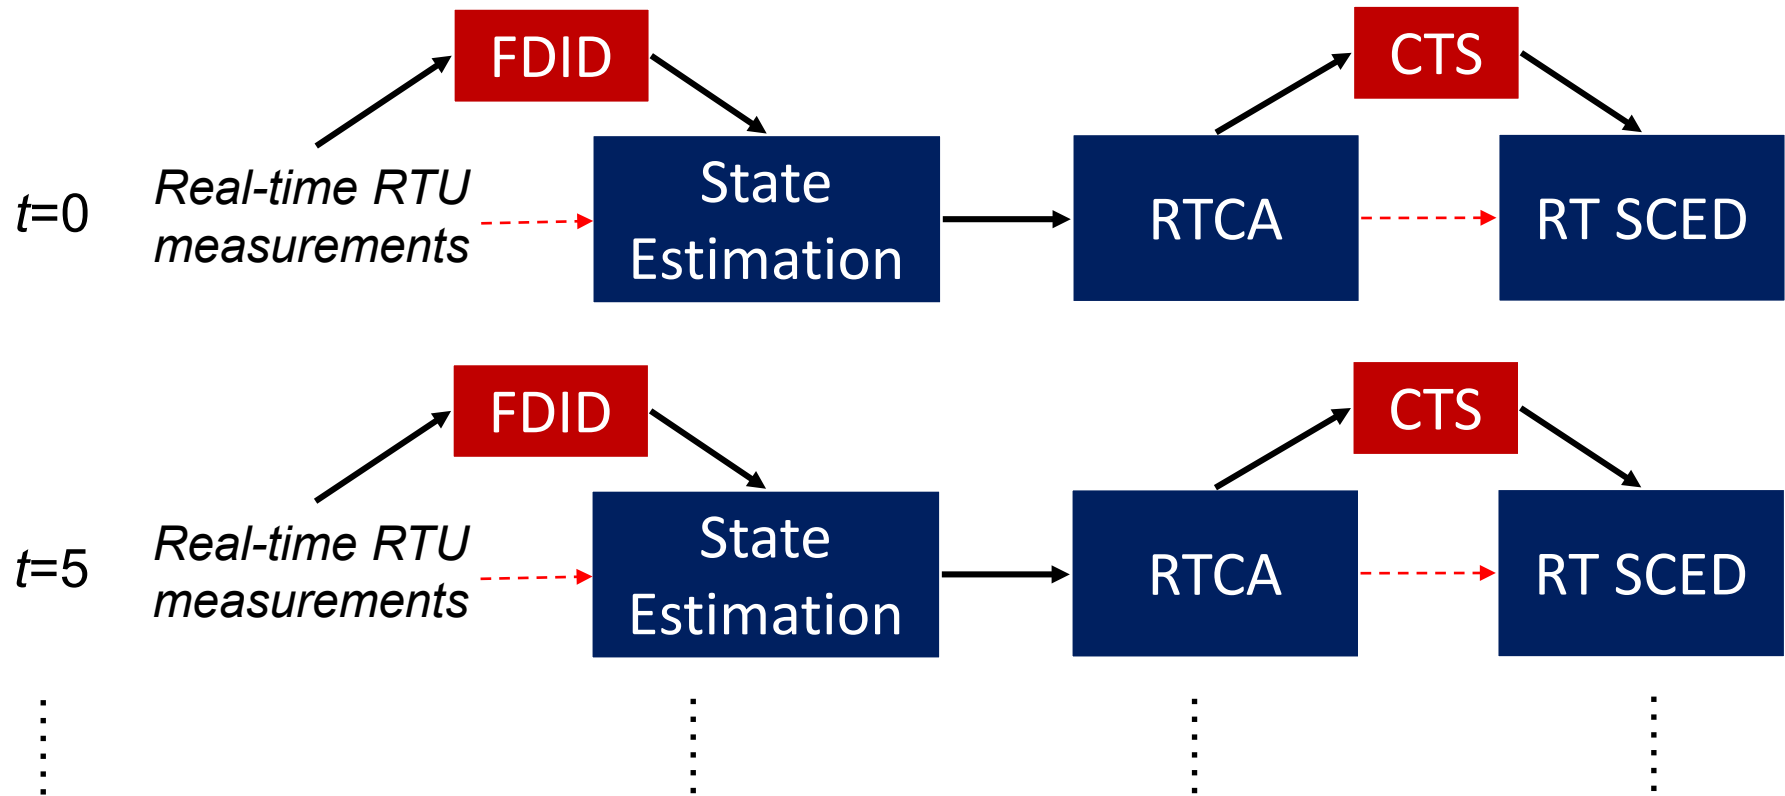 FDID
CTS
t=0
Real-time RTU
measurements
State
Estimation
RTCA
RT SCED
FDID
CTS
t=5
Real-time RTU
measurements
State
Estimation
RTCA
RT SCED